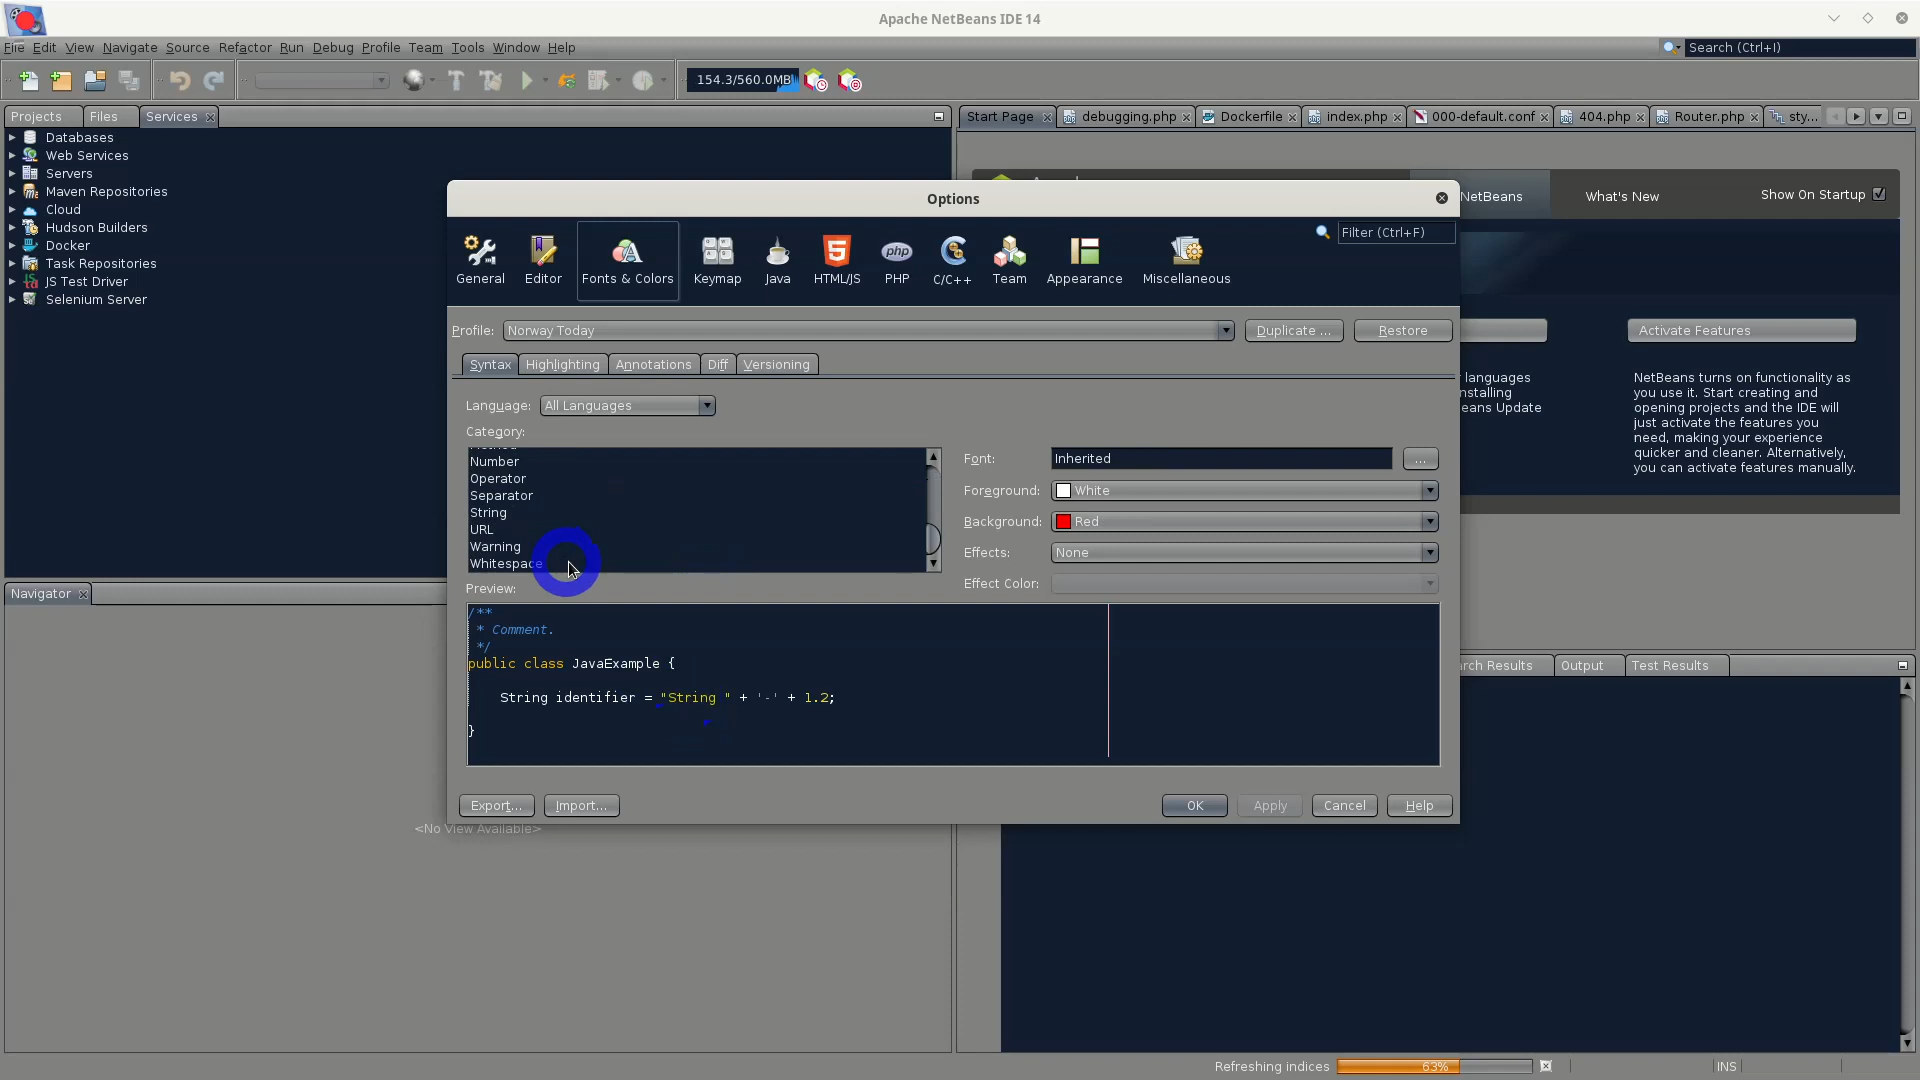 Apache NetBeans IDE 14
File Edit View Navigate Source Refactor Run Debug Profile Team Tools Window Help
Search (Ctrl+I)
154.3/560.0MB
Projects Files Services
Start Page debugging.php Dockerfile index.php 000-default.conf 404.php Router.php sty...
Databases
Web Services
Servers
Maven Repositories
Cloud
Hudson Builders
Docker
Task Repositories
JS Test Driver
Selenium Server
NetBeans What's New Show On Startup
Activate Features
languages
nstalling
eans Update
NetBeans turns on functionality as
you use it. Start creating and
opening projects and the IDE will
just activate the features you
need, making your experience
quicker and cleaner. Alternatively,
you can activate features manually.
Options
Filter (Ctrl+F)
General Editor Fonts & Colors Keymap Java HTML/JS PHP C/C++ Team Appearance Miscellaneous
Profile: Norway Today Duplicate ... Restore
Syntax Highlighting Annotations Diff Versioning
Language: All Languages
Category:
Number
Operator
Separator
String
URL
Warning
Whitespace
Font: Inherited ...
Foreground: White
Background: Red
Effects: None
Effect Color:
Preview:
/**
* Comment.
*/
public class JavaExample {
String identifier = "String " + '-' + 1.2;
}
Export... Import... OK Apply Cancel Help
Navigator
<No View Available>
rch Results Output Test Results
Refreshing indices 63% INS